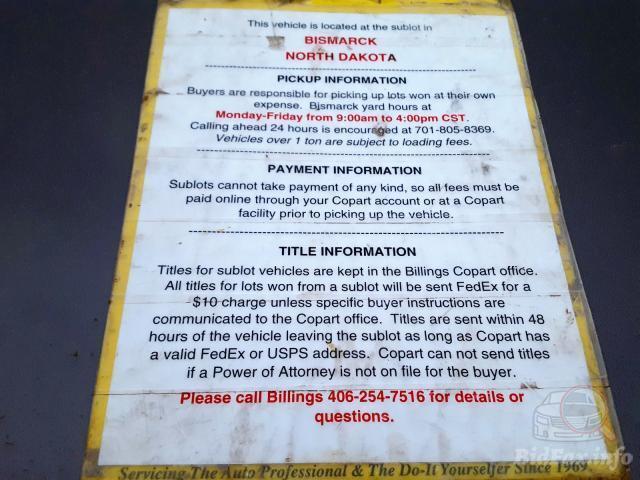 This vehicle is located at the sublot in
BISMARCK
NORTH DAKOTA
PICKUP INFORMATION
Buyers are responsible for picking up lots won at their own
expense. Bismarck yard hours at
Monday-Friday from 9:00am to 4:00pm CST.
Calling ahead 24 hours is encouraged at 701-805-8369.
Vehicles over 1 ton are subject to loading fees.
PAYMENT INFORMATION
Sublots cannot take payment of any kind, so all fees must be
paid online through your Copart account or at a Copart
facility prior to picking up the vehicle.
TITLE INFORMATION
Titles for sublot vehicles are kept in the Billings Copart office.
All titles for lots won from a sublot will be sent FedEx for a
$10 charge unless specific buyer instructions are
communicated to the Copart office. Titles are sent within 48
hours of the vehicle leaving the sublot as long as Copart has
a valid FedEx or USPS address. Copart can not send titles
if a Power of Attorney is not on file for the buyer.
Please call Billings 406-254-7516 for details or
questions.
Servicing The Auto Professional & The Do-It Yourselfer Since 1969
BidFax.info